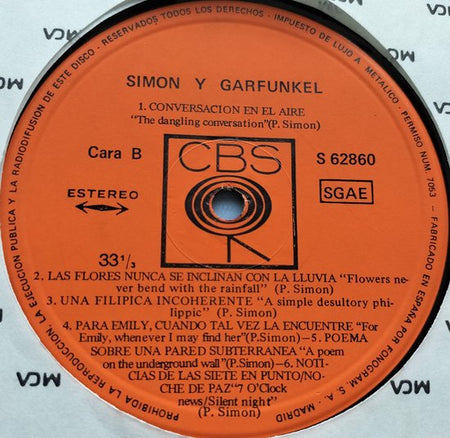 RESERVADOS TODOS LOS DERECHOS - IMPUESTO DE LUJO A METALICO - PERMISO NUM. 7053 - FABRICADO EN ESPAÑA POR FONOGRAM, S. A. - MADRID
PROHIBIDA LA REPRODUCCION, LA EJECUCION PUBLICA Y LA RADIODIFUSION DE ESTE DISCO -
SIMON Y GARFUNKEL
1. CONVERSACION EN EL AIRE
"The dangling conversation"(P. Simon)
Cara B
CBS
S 62860
ESTEREO
SGAE
33 1/3
2. LAS FLORES NUNCA SE INCLINAN CON LA LLUVIA "Flowers ne-
ver bend with the rainfall" (P. Simon)
3. UNA FILIPICA INCOHERENTE "A simple desultory phi-
lippic" (P. Simon)
4. PARA EMILY, CUANDO TAL VEZ LA ENCUENTRE "For
Emily, whenever I may find her"(P.Simon)-5. POEMA
SOBRE UNA PARED SUBTERRANEA "A poem
on the underground wall"(P.Simon)-6. NOTI-
CIAS DE LAS SIETE EN PUNTO/NO-
CHE DE PAZ"7 O'Clock
news/Silent night"
(P. Simon)
MCA
MCA
MCA
MCA
MCA
MCA